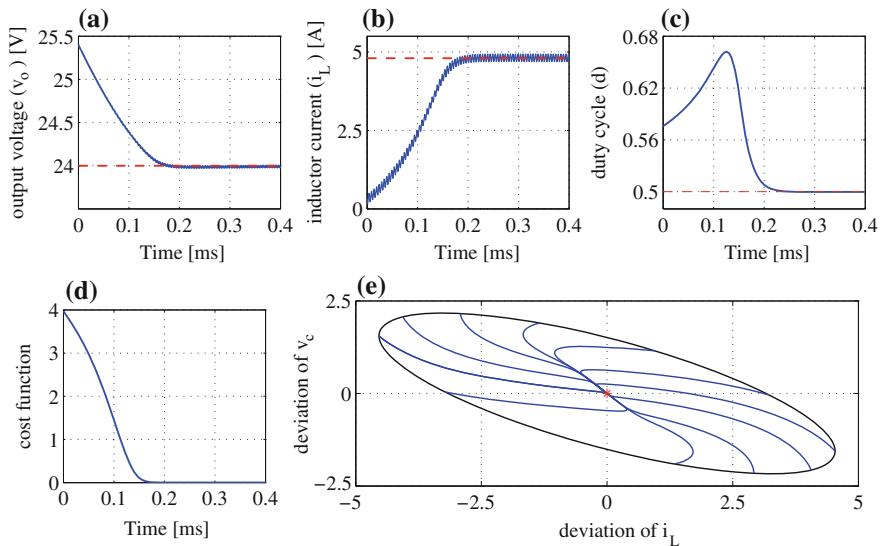 (a)
output voltage (v_o) [V]
25.5
25
24.5
24
0 0.1 0.2 0.3 0.4
Time [ms]
(b)
inductor current (i_L) [A]
5
2.5
0
0 0.1 0.2 0.3 0.4
Time [ms]
(c)
duty cycle (d)
0.68
0.62
0.56
0.5
0 0.1 0.2 0.3 0.4
Time [ms]
(d)
cost function
4
3
2
1
0
0 0.1 0.2 0.3 0.4
Time [ms]
(e)
deviation of v_c
2.5
0
−2.5
−5 −2.5 0 2.5 5
deviation of i_L